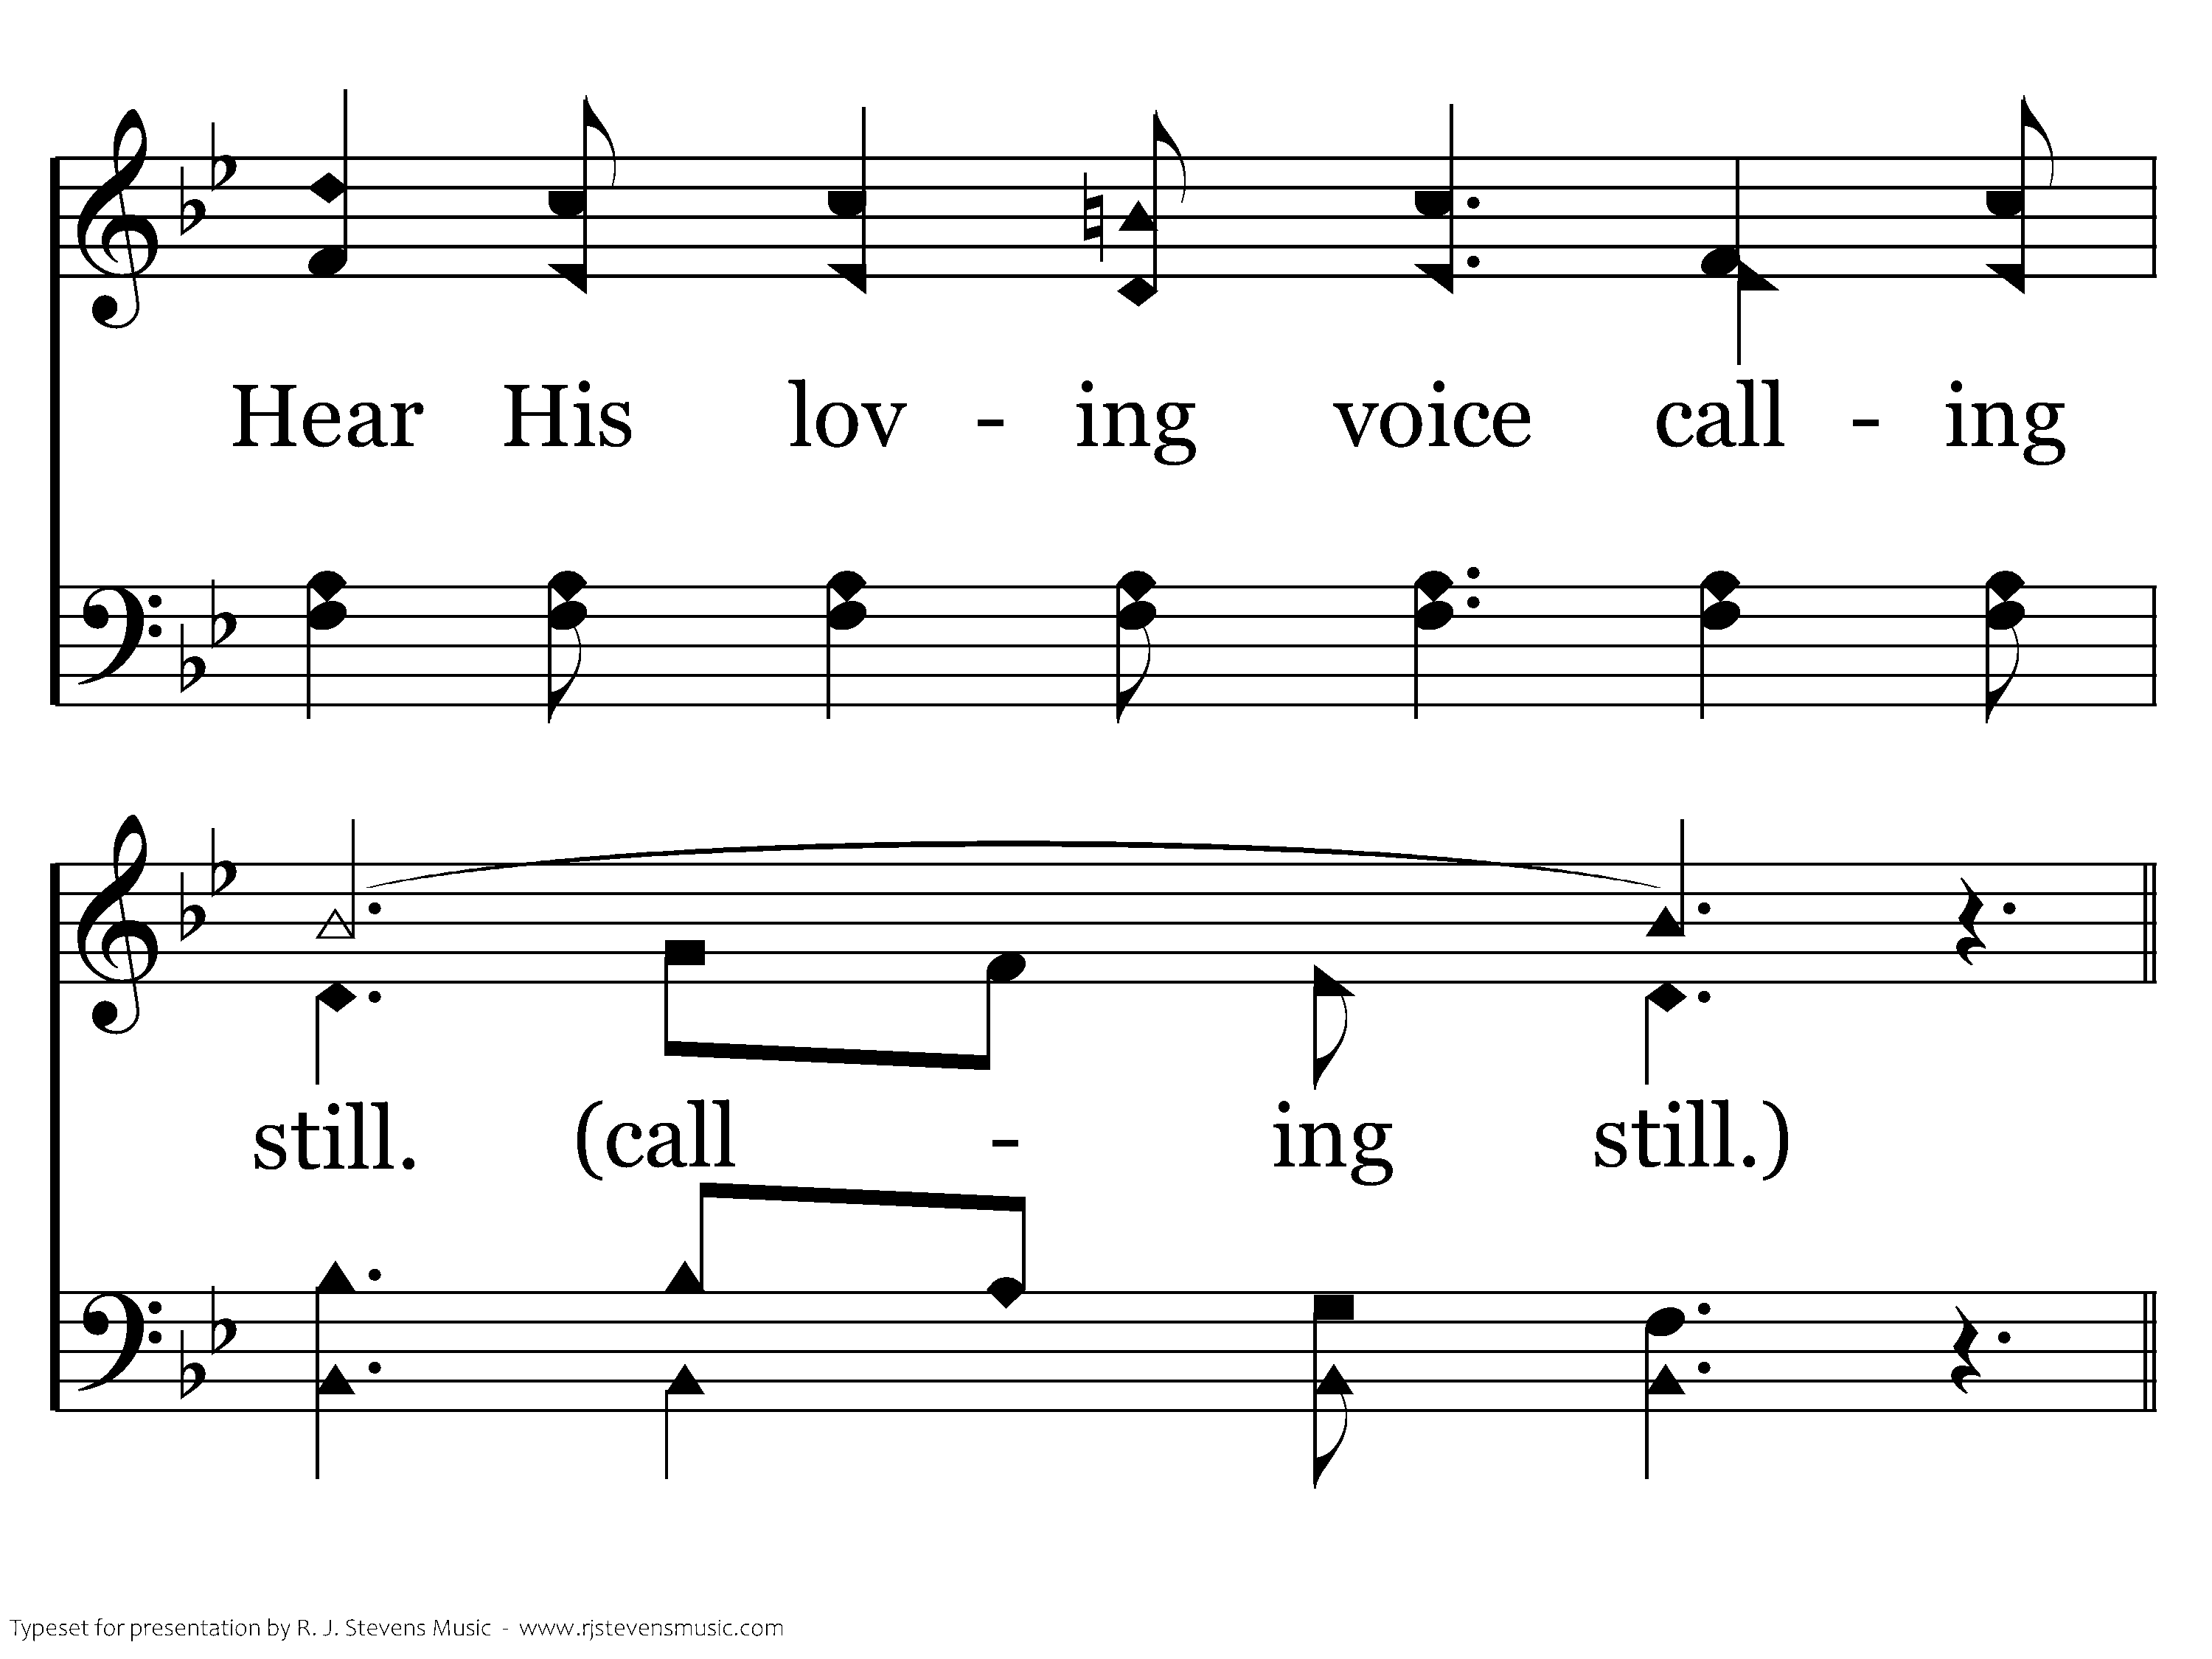 Hear His lov - ing voice call - ing
still. (call - ing still.)
Typeset for presentation by R. J. Stevens Music - www.rjstevensmusic.com